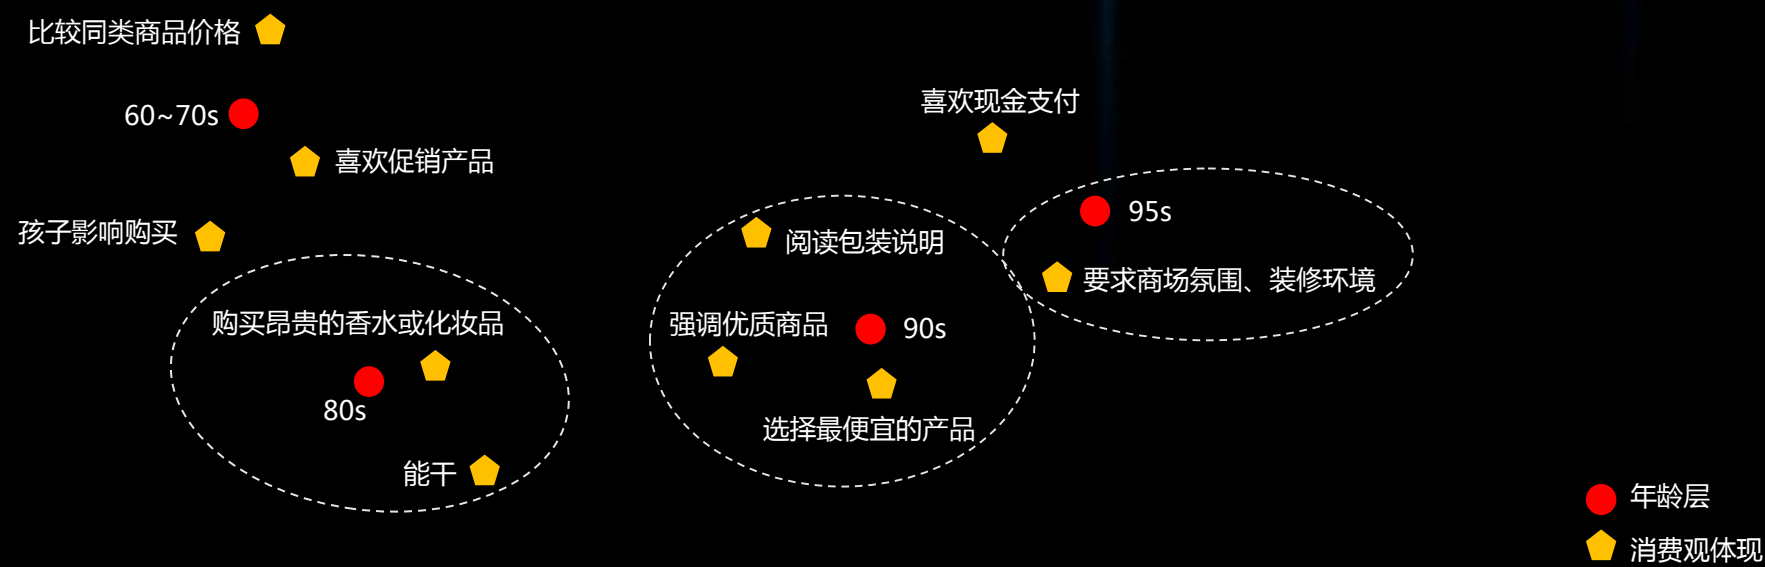 比较同类商品价格
60~70s
喜欢促销产品
喜欢现金支付
孩子影响购买
95s
阅读包装说明
要求商场氛围、装修环境
购买昂贵的香水或化妆品
强调优质商品
90s
80s
选择最便宜的产品
能干
年龄层
消费观体现